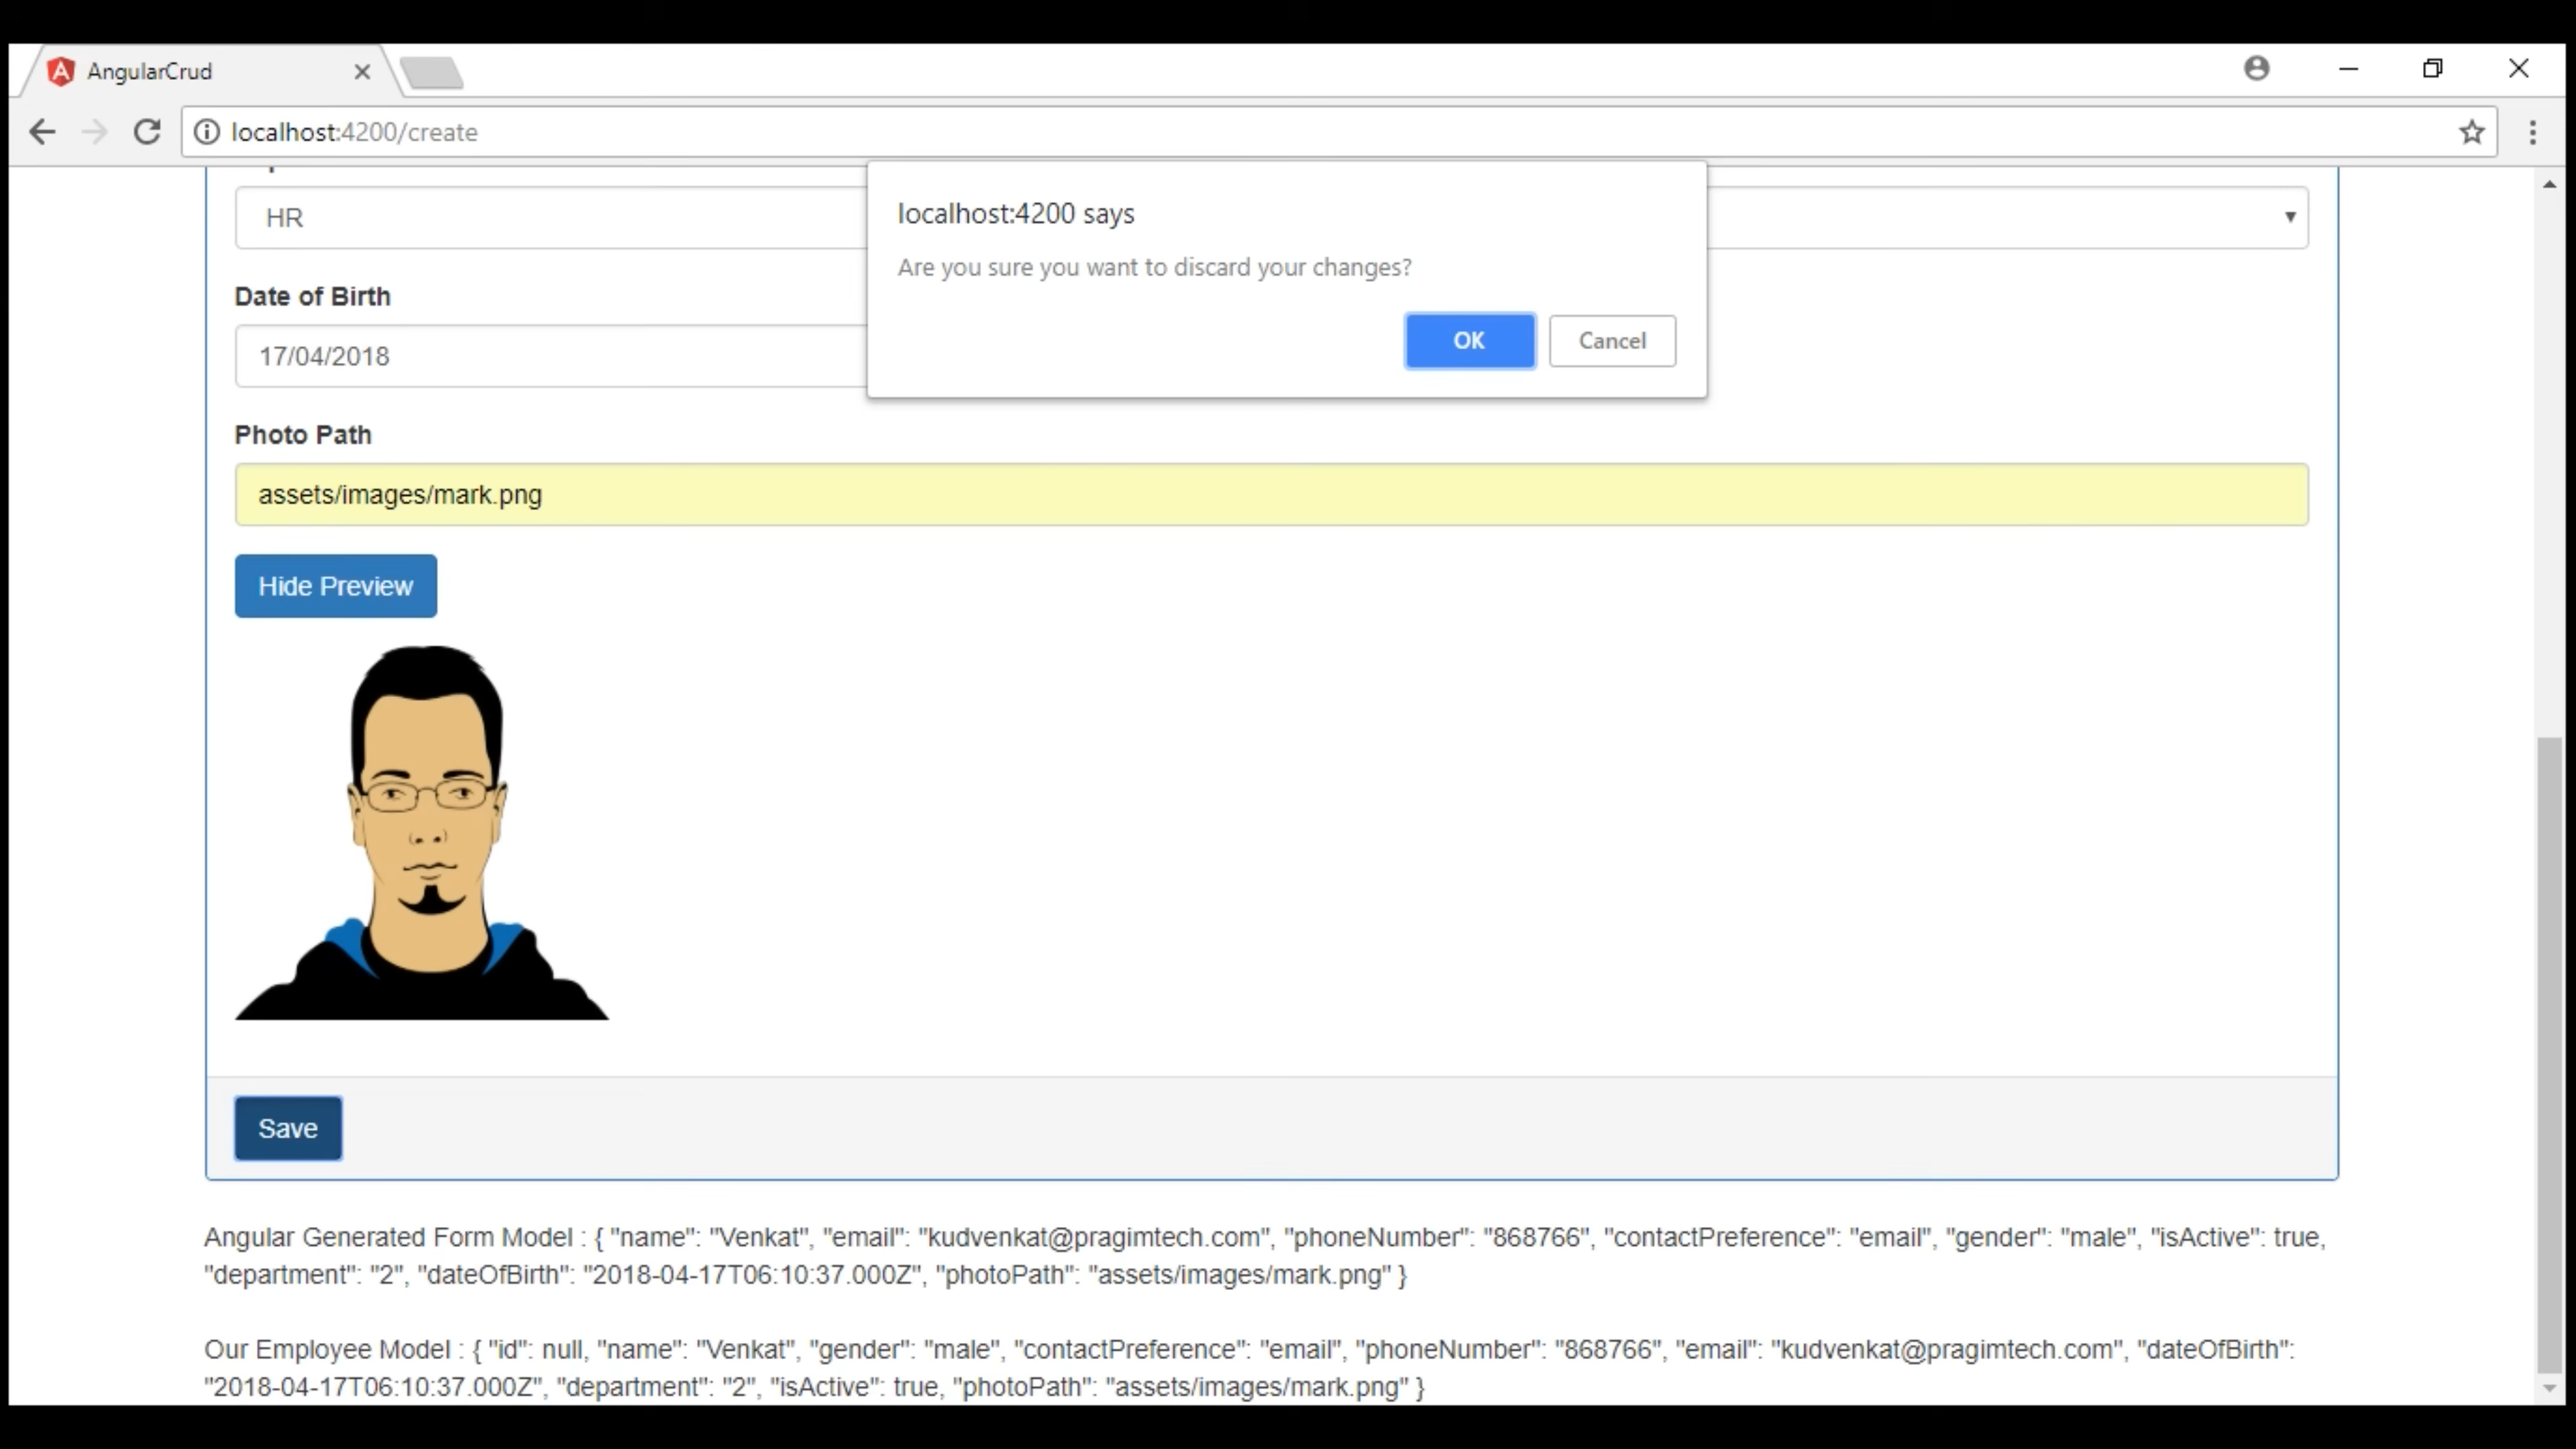 AngularCrud
localhost:4200/create
localhost:4200 says
Are you sure you want to discard your changes?
OK
Cancel
HR
Date of Birth
17/04/2018
Photo Path
assets/images/mark.png
Hide Preview
Save
Angular Generated Form Model : { "name": "Venkat", "email": "kudvenkat@pragimtech.com", "phoneNumber": "868766", "contactPreference": "email", "gender": "male", "isActive": true,
"department": "2", "dateOfBirth": "2018-04-17T06:10:37.000Z", "photoPath": "assets/images/mark.png" }
Our Employee Model : { "id": null, "name": "Venkat", "gender": "male", "contactPreference": "email", "phoneNumber": "868766", "email": "kudvenkat@pragimtech.com", "dateOfBirth":
"2018-04-17T06:10:37.000Z", "department": "2", "isActive": true, "photoPath": "assets/images/mark.png" }